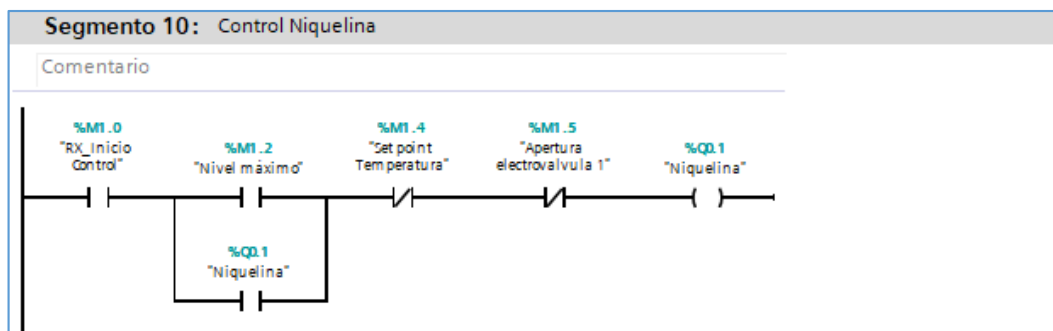 Segmento 10: Control Niquelina
Comentario
%M1.0
"RX_Inicio
Control"
%M1.2
"Nivel máximo"
%M1.4
"Set point
Temperatura"
%M1.5
"Apertura
electrovalvula 1"
%Q0.1
"Niquelina"
%Q0.1
"Niquelina"